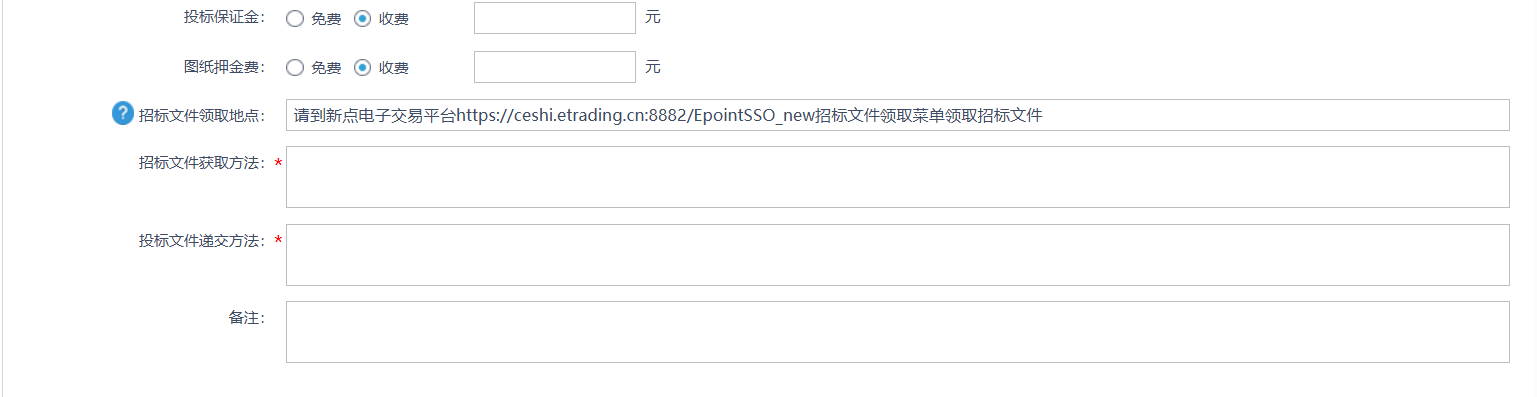 投标保证金： 免费 收费 元
图纸押金费： 免费 收费 元
? 招标文件领取地点： 请到新点电子交易平台https://ceshi.etrading.cn:8882/EpointSSO_new招标文件领取菜单领取招标文件
招标文件获取方法： *
投标文件递交方法： *
备注：